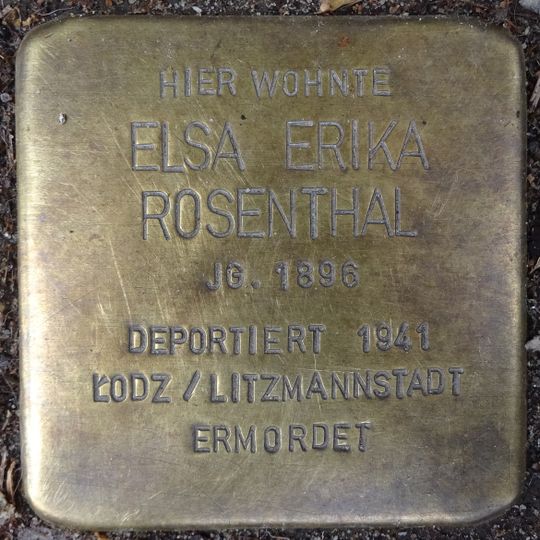 HIER WOHNTE
ELSA ERIKA
ROSENTHAL
JG. 1896
DEPORTIERT 1941
ŁODZ / LITZMANNSTADT
ERMORDET